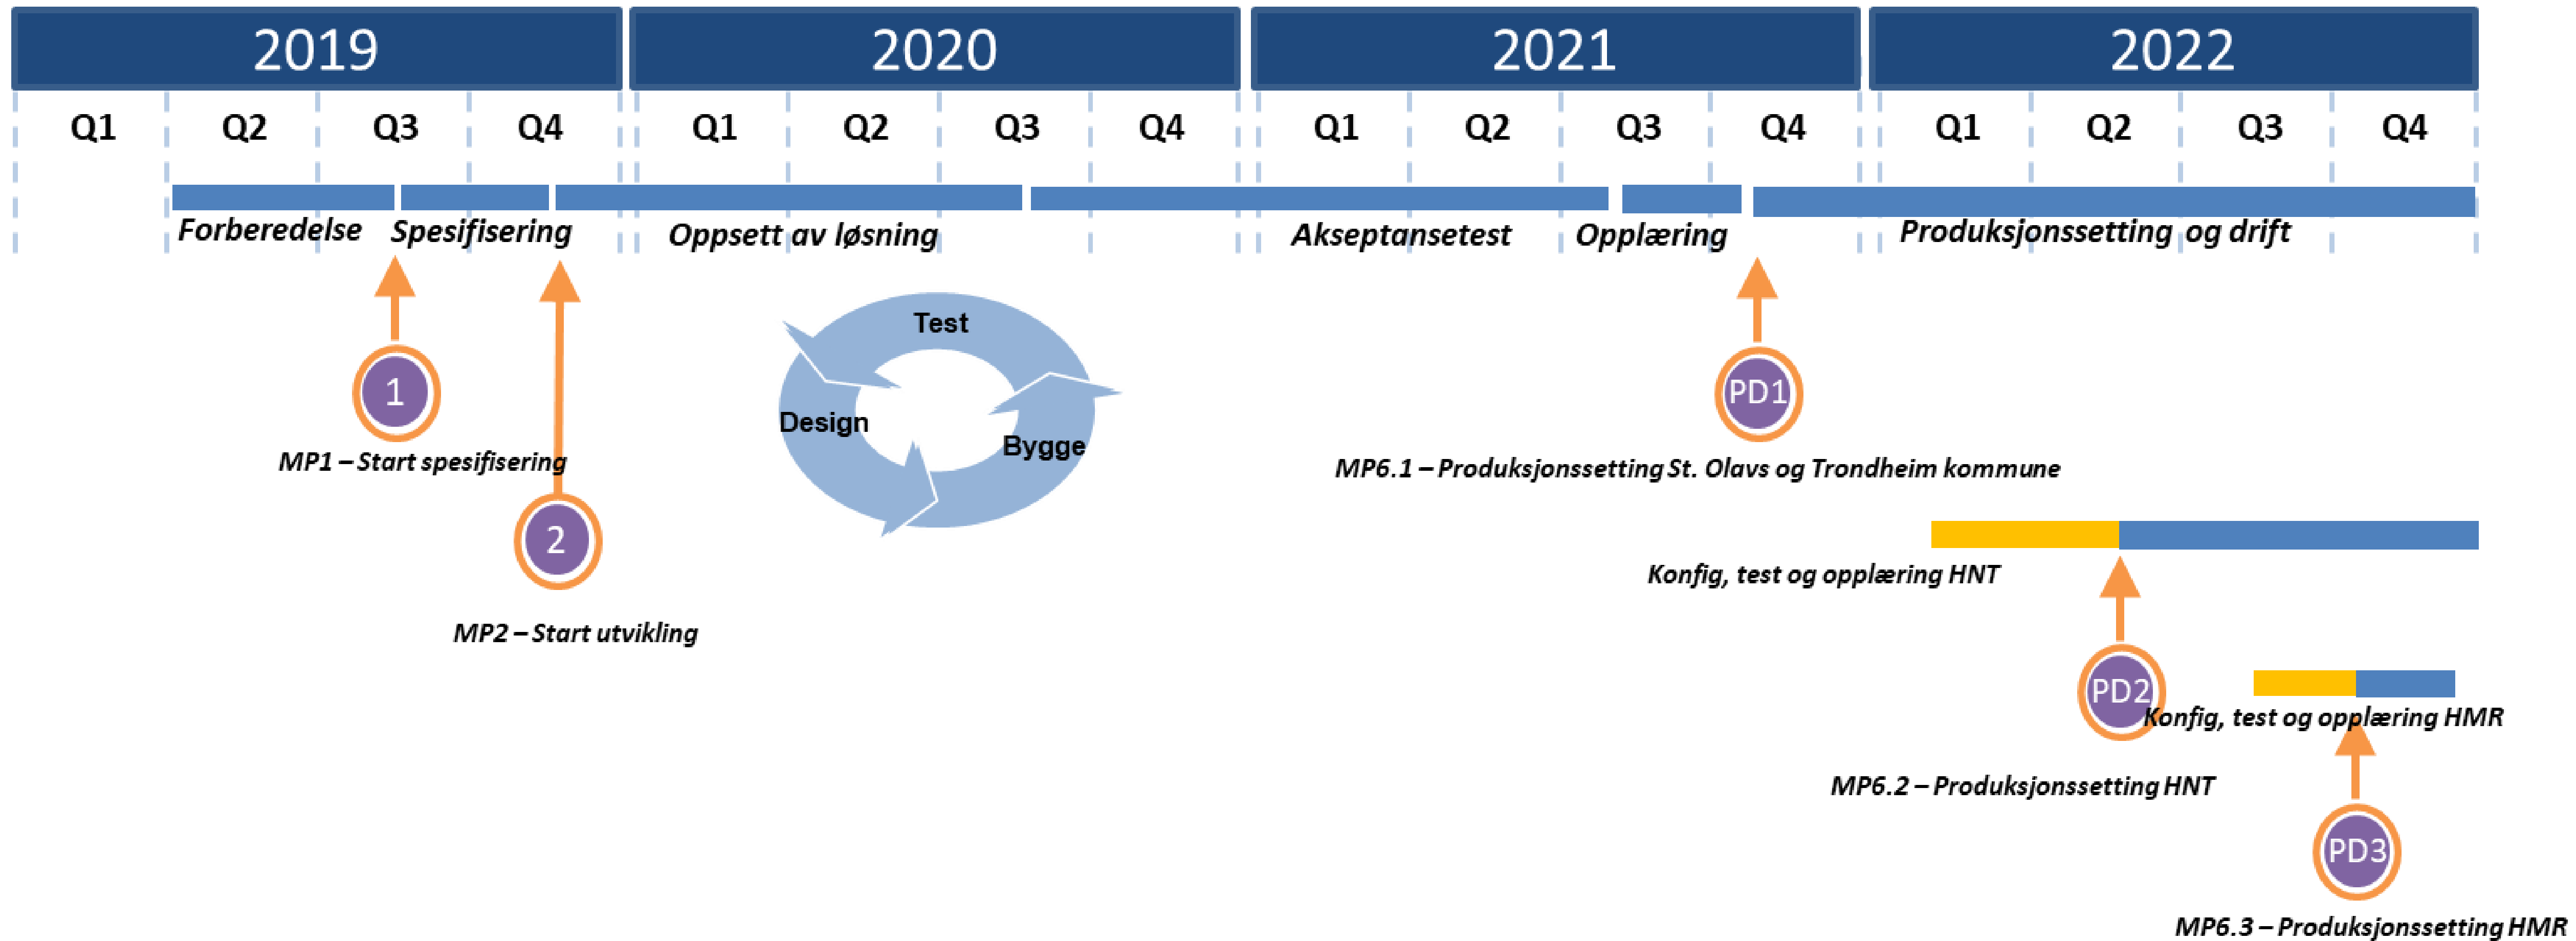 2019 2020 2021 2022
Q1 Q2 Q3 Q4 Q1 Q2 Q3 Q4 Q1 Q2 Q3 Q4 Q1 Q2 Q3 Q4
Forberedelse Spesifisering Oppsett av løsning Akseptansetest Opplæring Produksjonssetting og drift
Test
Design
Bygge
1
PD1
MP1 – Start spesifisering
MP6.1 – Produksjonssetting St. Olavs og Trondheim kommune
2
Konfig, test og opplæring HNT
MP2 – Start utvikling
PD2
Konfig, test og opplæring HMR
MP6.2 – Produksjonssetting HNT
PD3
MP6.3 – Produksjonssetting HMR